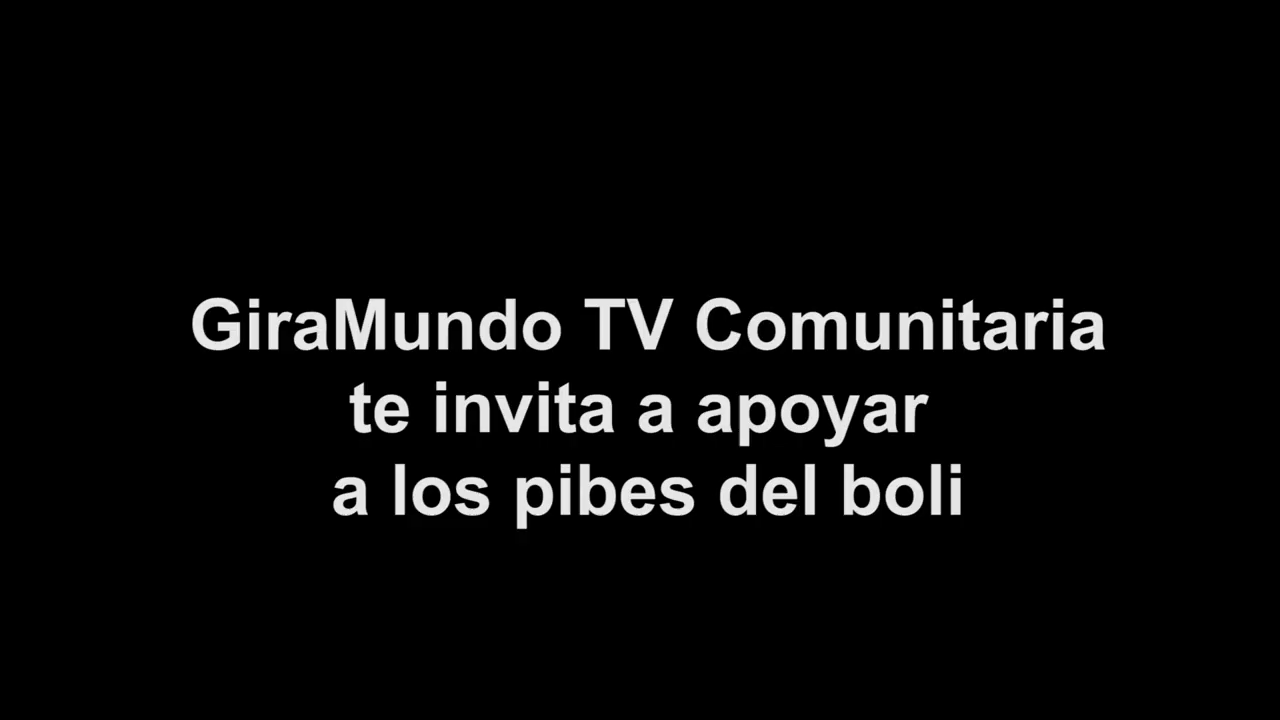 GiraMundo TV Comunitaria
te invita a apoyar
a los pibes del boli